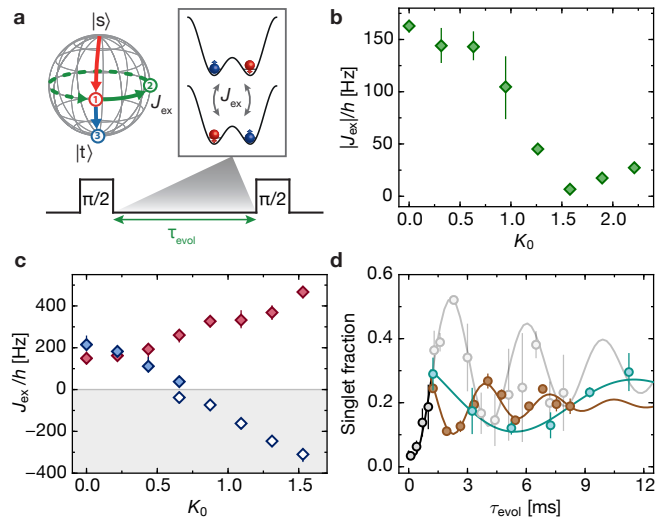 a
|s⟩
1
2
3
J_ex
|t⟩
J_ex
π/2
π/2
τ_evol
b
|J_ex|/h [Hz]
150
100
50
0
0.0
0.5
1.0
1.5
2.0
K_0
c
J_ex/h [Hz]
400
200
0
−200
−400
0.0
0.5
1.0
1.5
K_0
d
Singlet fraction
0.6
0.4
0.2
0.0
0
3
6
9
12
τ_evol [ms]